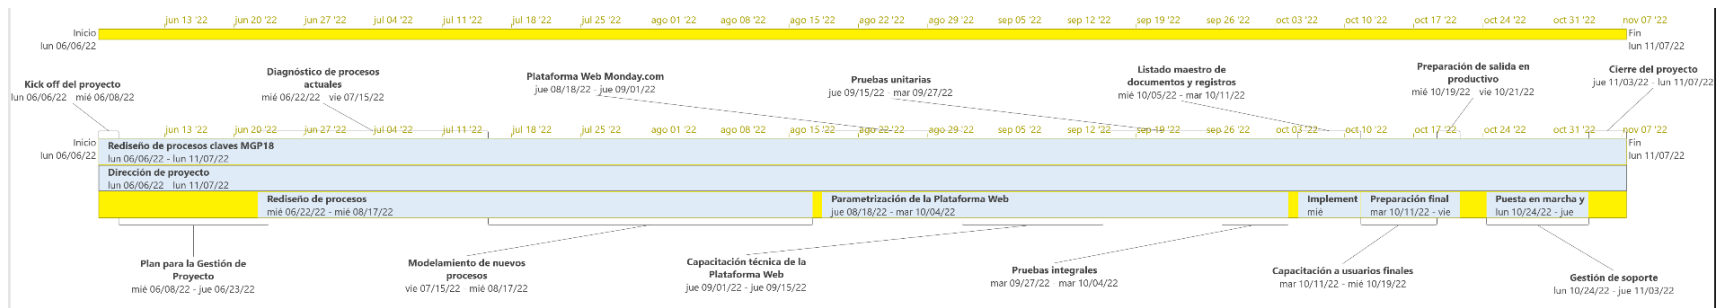 jun 13 '22 jun 20 '22 jun 27 '22 jul 04 '22 jul 11 '22 jul 18 '22 jul 25 '22 ago 01 '22 ago 08 '22 ago 15 '22 ago 22 '22 ago 29 '22 sep 05 '22 sep 12 '22 sep 19 '22 sep 26 '22 oct 03 '22 oct 10 '22 oct 17 '22 oct 24 '22 oct 31 '22 nov 07 '22
Inicio
lun 06/06/22
Fin
lun 11/07/22
Kick off del proyecto
lun 06/06/22 - mié 06/08/22
Diagnóstico de procesos
actuales
mié 06/22/22 - vie 07/15/22
Plataforma Web Monday.com
jue 08/18/22 - jue 09/01/22
Pruebas unitarias
jue 09/15/22 - mar 09/27/22
Listado maestro de
documentos y registros
mié 10/05/22 - mar 10/11/22
Preparación de salida en
productivo
mié 10/19/22 - vie 10/21/22
Cierre del proyecto
jue 11/03/22 - lun 11/07/22
jun 13 '22 jun 20 '22 jun 27 '22 jul 04 '22 jul 11 '22 jul 18 '22 jul 25 '22 ago 01 '22 ago 08 '22 ago 15 '22 ago 22 '22 ago 29 '22 sep 05 '22 sep 12 '22 sep 19 '22 sep 26 '22 oct 03 '22 oct 10 '22 oct 17 '22 oct 24 '22 oct 31 '22 nov 07 '22
Inicio
lun 06/06/22
Fin
lun 11/07/22
Rediseño de procesos claves MGP18
lun 06/06/22 - lun 11/07/22
Dirección de proyecto
lun 06/06/22 - lun 11/07/22
Rediseño de procesos
mié 06/22/22 - mié 08/17/22
Parametrización de la Plataforma Web
jue 08/18/22 - mar 10/04/22
Implement
mié
Preparación final
mar 10/11/22 - vie
Puesta en marcha y
lun 10/24/22 - jue
Plan para la Gestión de
Proyecto
mié 06/08/22 - jue 06/23/22
Modelamiento de nuevos
procesos
vie 07/15/22 - mié 08/17/22
Capacitación técnica de la
Plataforma Web
jue 09/01/22 - jue 09/15/22
Pruebas integrales
mar 09/27/22 - mar 10/04/22
Capacitación a usuarios finales
mar 10/11/22 - mié 10/19/22
Gestión de soporte
lun 10/24/22 - jue 11/03/22